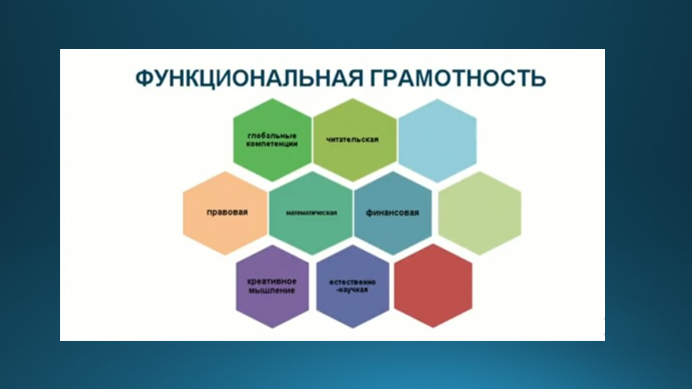 ФУНКЦИОНАЛЬНАЯ ГРАМОТНОСТЬ
глобальные
компетенции
читательская
правовая
математическая
финансовая
креативное
мышление
естественно
-научная